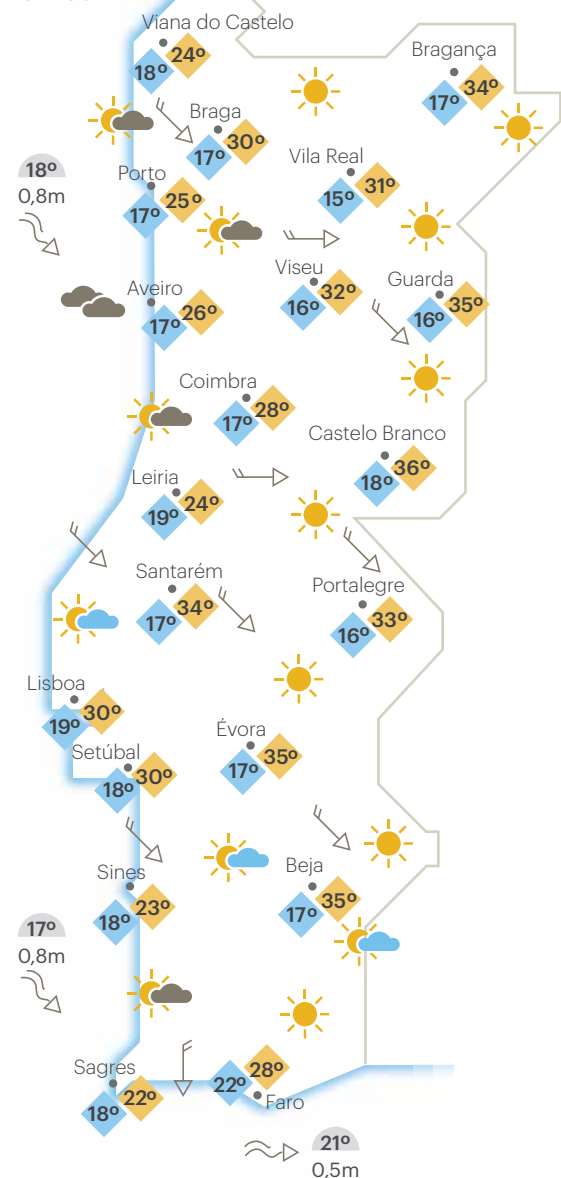 Viana do Castelo
18º 24º
Bragança
17º 34º
Braga
17º 30º
Vila Real
15º 31º
18º
0,8m
Porto
17º 25º
Viseu
16º 32º
Guarda
16º 35º
Aveiro
17º 26º
Coimbra
17º 28º
Castelo Branco
18º 36º
Leiria
19º 24º
Santarém
17º 34º
Portalegre
16º 33º
Lisboa
19º 30º
Setúbal
18º 30º
Évora
17º 35º
Sines
18º 23º
Beja
17º 35º
17º
0,8m
Sagres
18º 22º
22º 28º
Faro
21º
0,5m